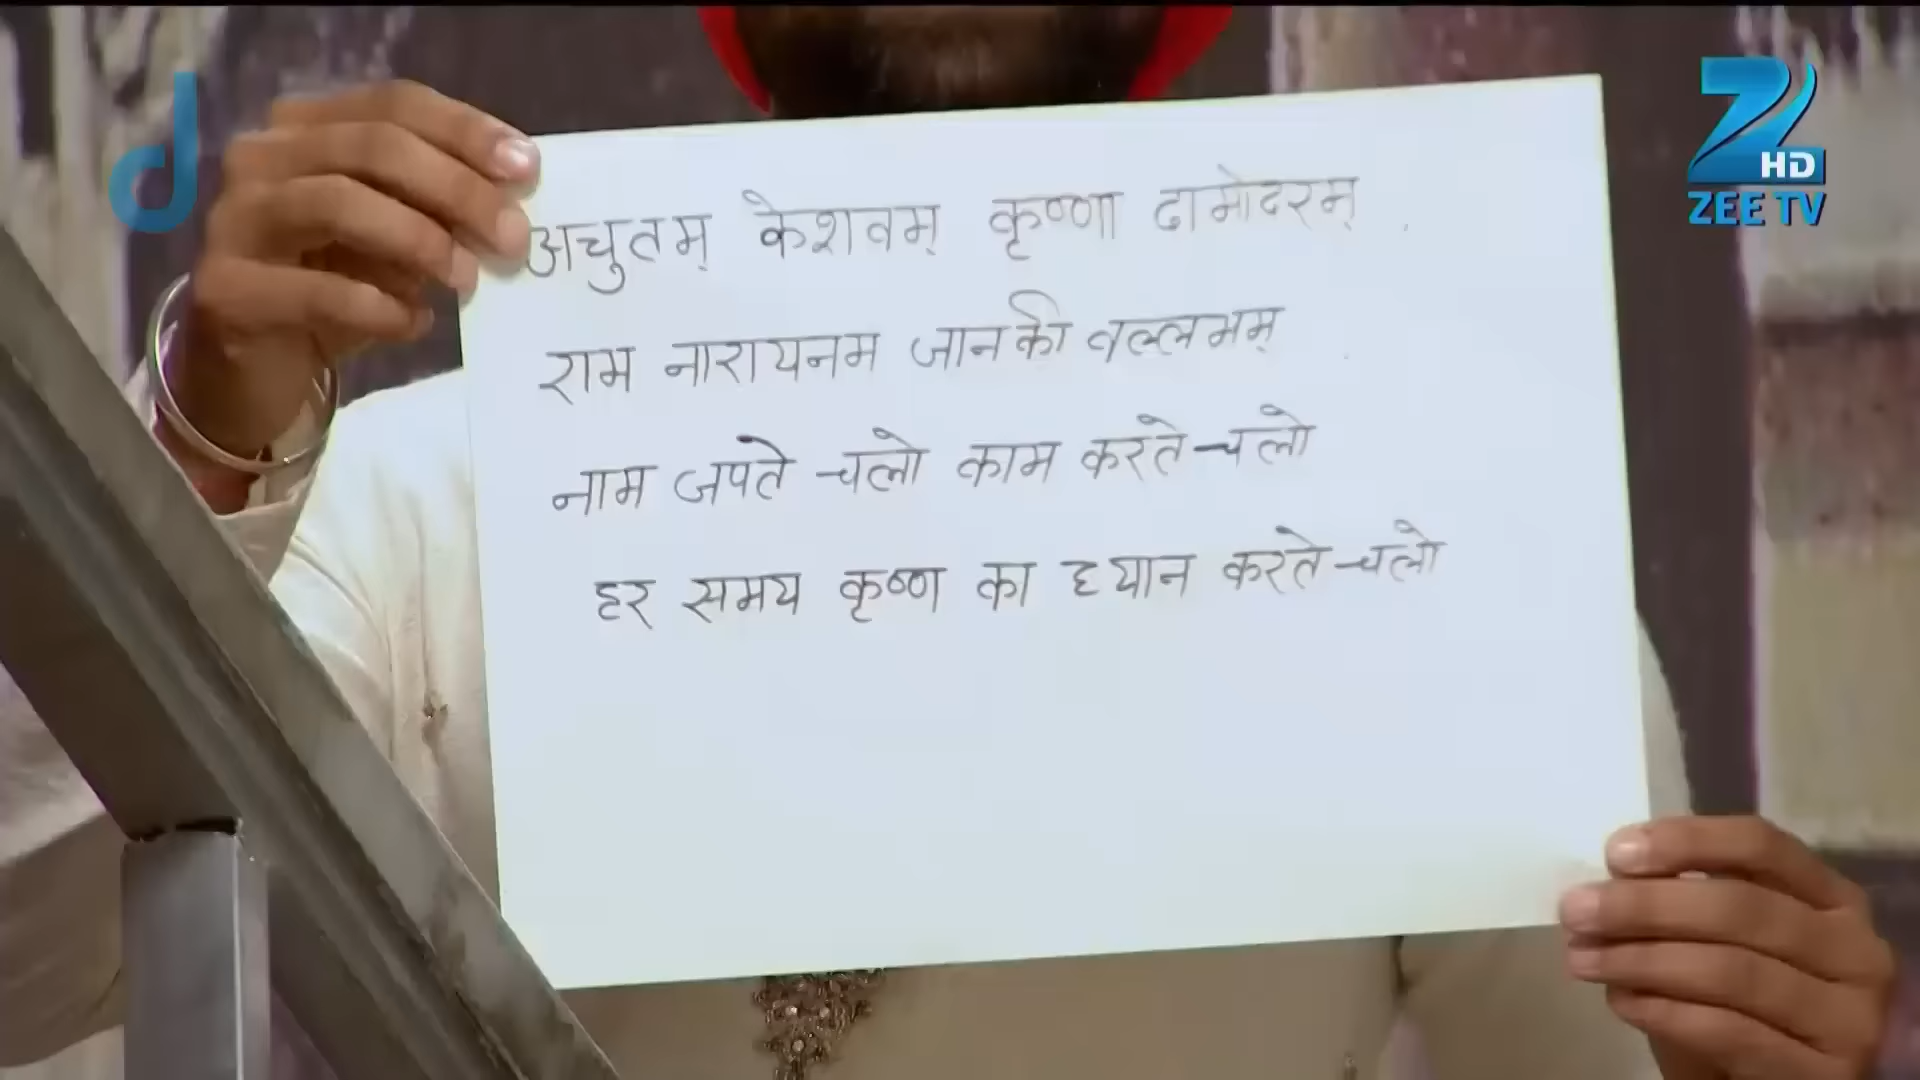 HD
ZEE TV
अचुतम् केशवम् कृष्णा दामोदरम्
राम नारायनम जानकी वल्लभम्
नाम जपते चलो काम करते चलो
हर समय कृष्ण का ध्यान करते चलो